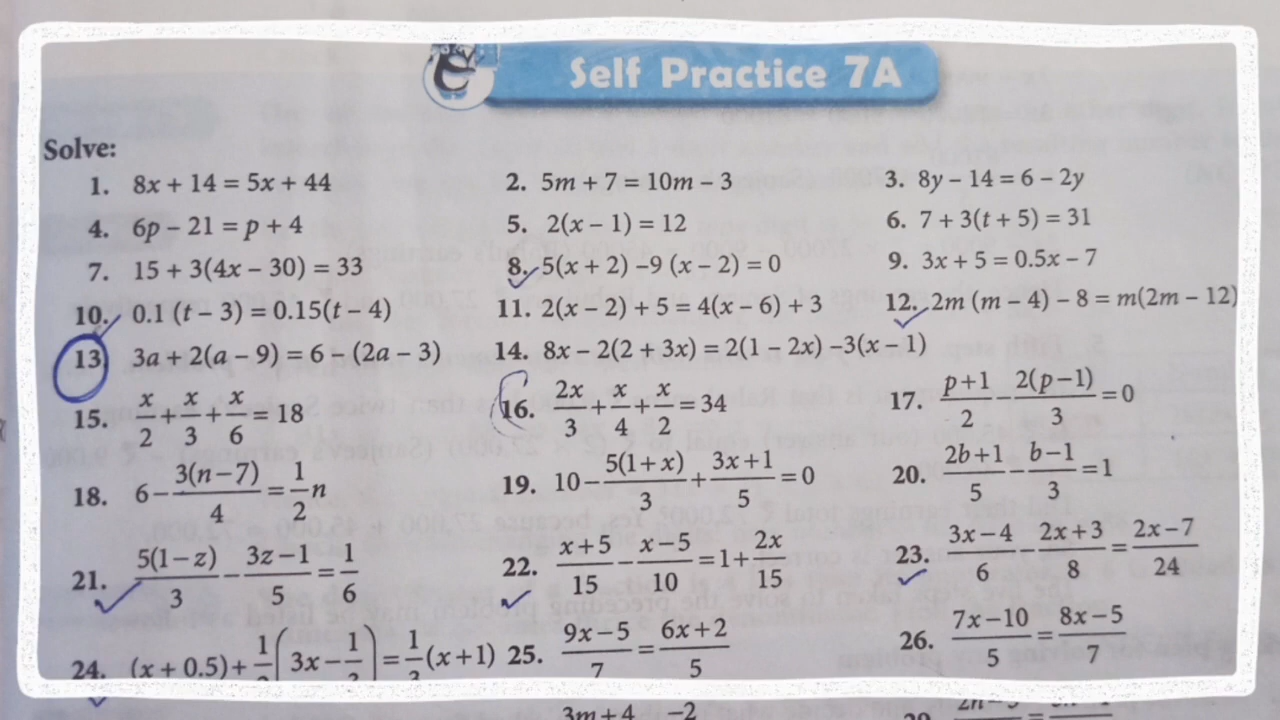 Self Practice 7A
Solve:
1. 8x + 14 = 5x + 44 2. 5m + 7 = 10m – 3 3. 8y – 14 = 6 – 2y
4. 6p – 21 = p + 4 5. 2(x – 1) = 12 6. 7 + 3(t + 5) = 31
7. 15 + 3(4x – 30) = 33 8. 5(x + 2) –9 (x – 2) = 0 9. 3x + 5 = 0.5x – 7
10. 0.1 (t – 3) = 0.15(t – 4) 11. 2(x – 2) + 5 = 4(x – 6) + 3 12. 2m (m – 4) – 8 = m(2m – 12)
13. 3a + 2(a – 9) = 6 – (2a – 3) 14. 8x – 2(2 + 3x) = 2(1 – 2x) –3(x – 1)
15. x/2 + x/3 + x/6 = 18 16. 2x/3 + x/4 + x/2 = 34 17. (p+1)/2 + 2(p–1)/3 = 0
18. 6 – 3(n–7)/4 = 1/2 n 19. 10 – 5(1+x)/3 + (3x+1)/5 = 0 20. (2b+1)/5 – (b–1)/3 = 1
21. 5(1–z)/3 – (3z–1)/5 = 1/6 22. (x+5)/15 – (x–5)/10 = 1 + 2x/15 23. (3x–4)/6 – (2x+3)/8 = (2x–7)/24
24. (x + 0.5) + 1/ (3x – 1/ ) = 1/ (x + 1) 25. (9x–5)/7 = (6x+2)/5 26. (7x–10)/5 = (8x–5)/7
3m+4 –2